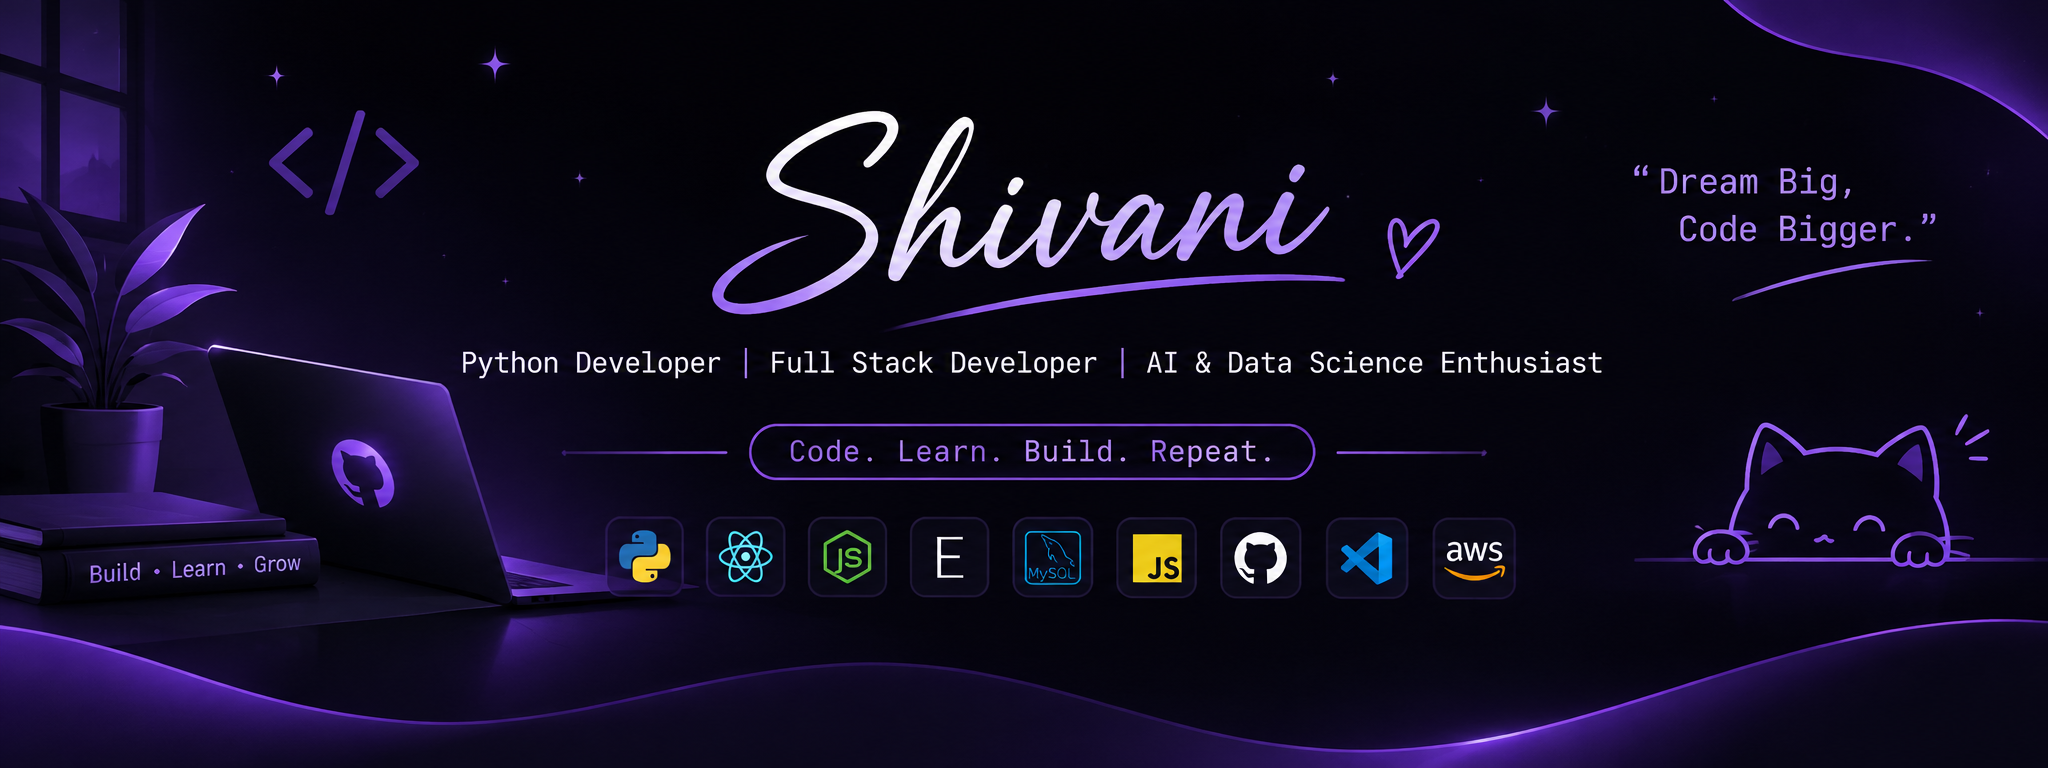 </>
Shivani
“Dream Big,
Code Bigger.”
Python Developer | Full Stack Developer | AI & Data Science Enthusiast
Code. Learn. Build. Repeat.
Build • Learn • Grow
JS
E
MySQL
JS
aws